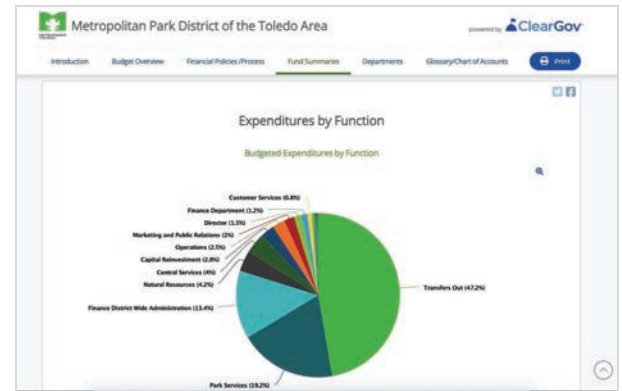 Metropolitan Park District of the Toledo Area
powered by ClearGov
Introduction
Budget Overview
Financial Policies /Process
Fund Summaries
Departments
Glossary/Chart of Accounts
Print
Expenditures by Function
Budgeted Expenditures by Function
Customer Services (0.8%)
Finance Department (1.2%)
Director (1.5%)
Marketing and Public Relations (2%)
Operations (2.5%)
Capital Reinvestment (2.8%)
Central Services (4%)
Natural Resources (4.2%)
Finance District Wide Administration (13.4%)
Transfers Out (47.2%)
Park Services (19.2%)